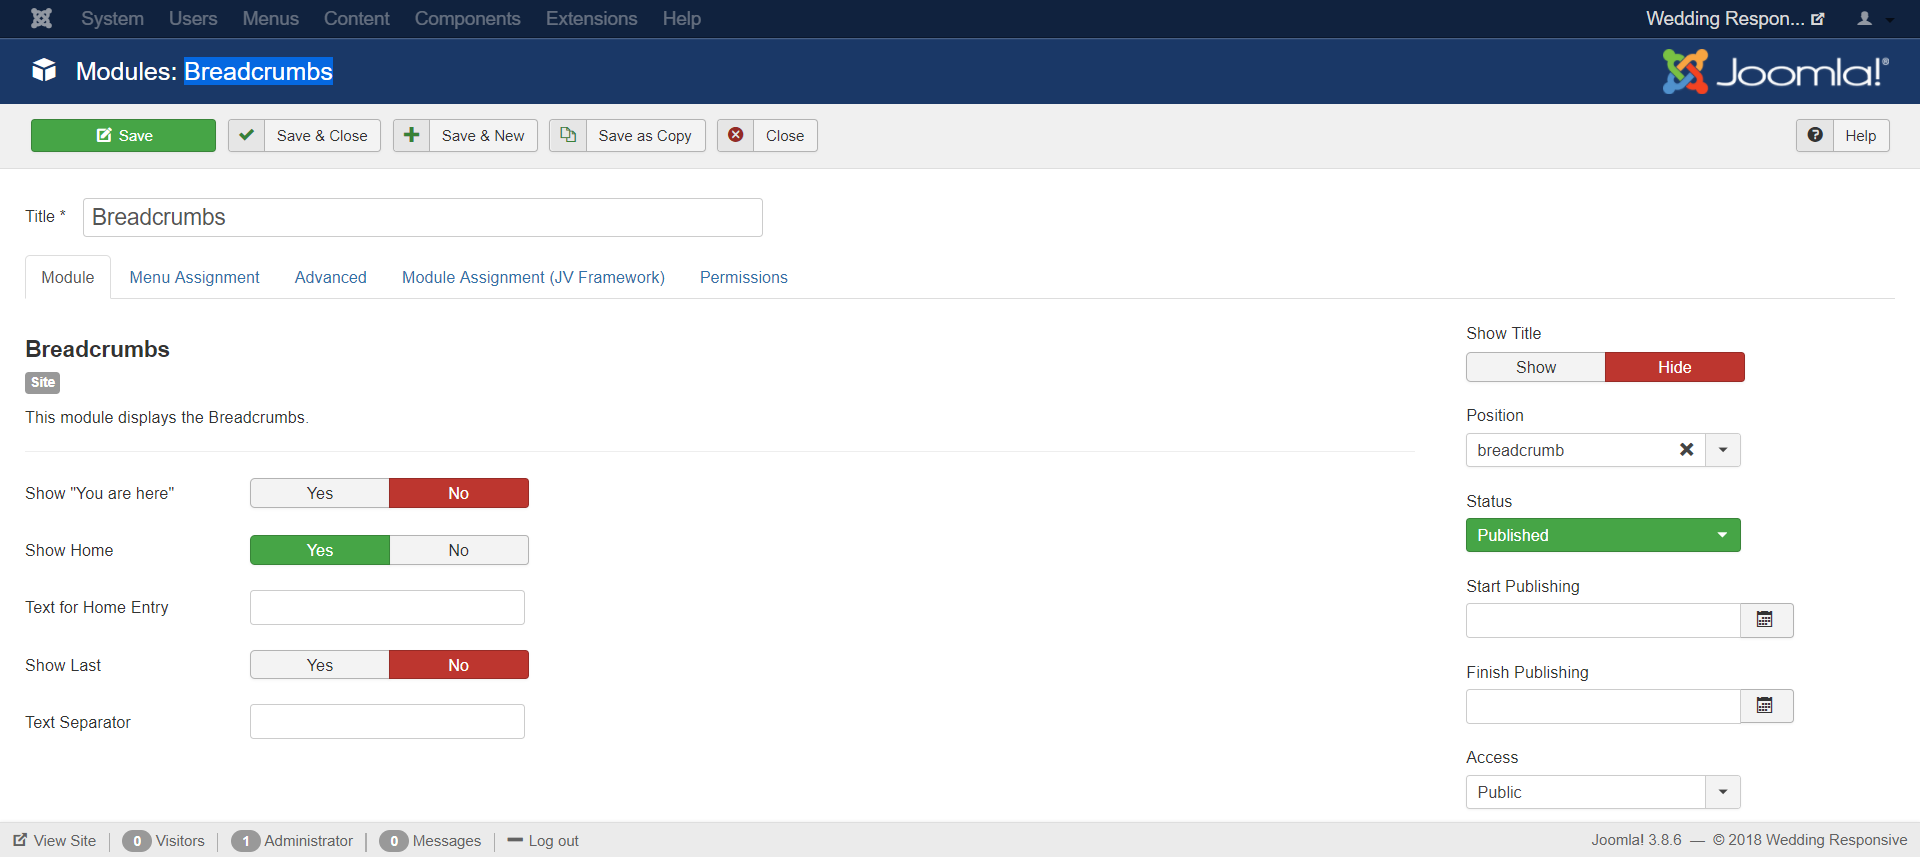 System Users Menus Content Components Extensions Help Wedding Respon...
Modules: Breadcrumbs Joomla!®
Save Save & Close Save & New Save as Copy Close Help
Title * Breadcrumbs
Module Menu Assignment Advanced Module Assignment (JV Framework) Permissions
Breadcrumbs
Site
This module displays the Breadcrumbs.
Show "You are here" Yes No
Show Home Yes No
Text for Home Entry
Show Last Yes No
Text Separator
Show Title
Show Hide
Position
breadcrumb
Status
Published
Start Publishing
Finish Publishing
Access
Public
View Site 0 Visitors 1 Administrator 0 Messages Log out Joomla! 3.8.6 — © 2018 Wedding Responsive